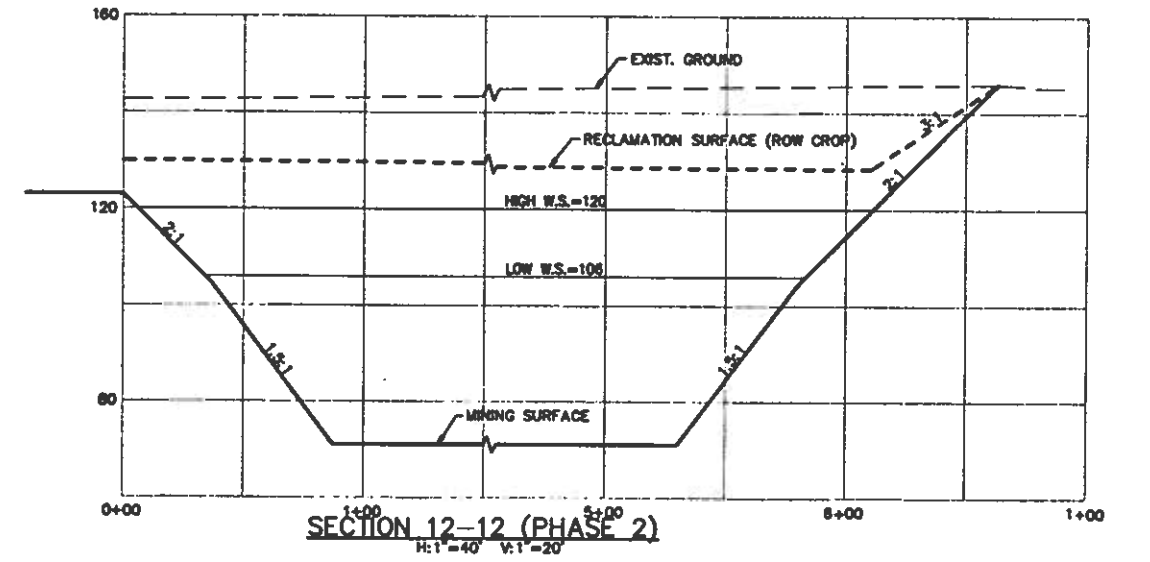 160
EXIST. GROUND
3:1
RECLAMATION SURFACE (ROW CROP)
2:1
HIGH W.S.=120
120
2:1
LOW W.S.=106
1.5:1
1.5:1
80
MINING SURFACE
0+00
1+00
5+00
6+00
1+00
SECTION 12-12 (PHASE 2)
H:1"=40' V:1"=20'